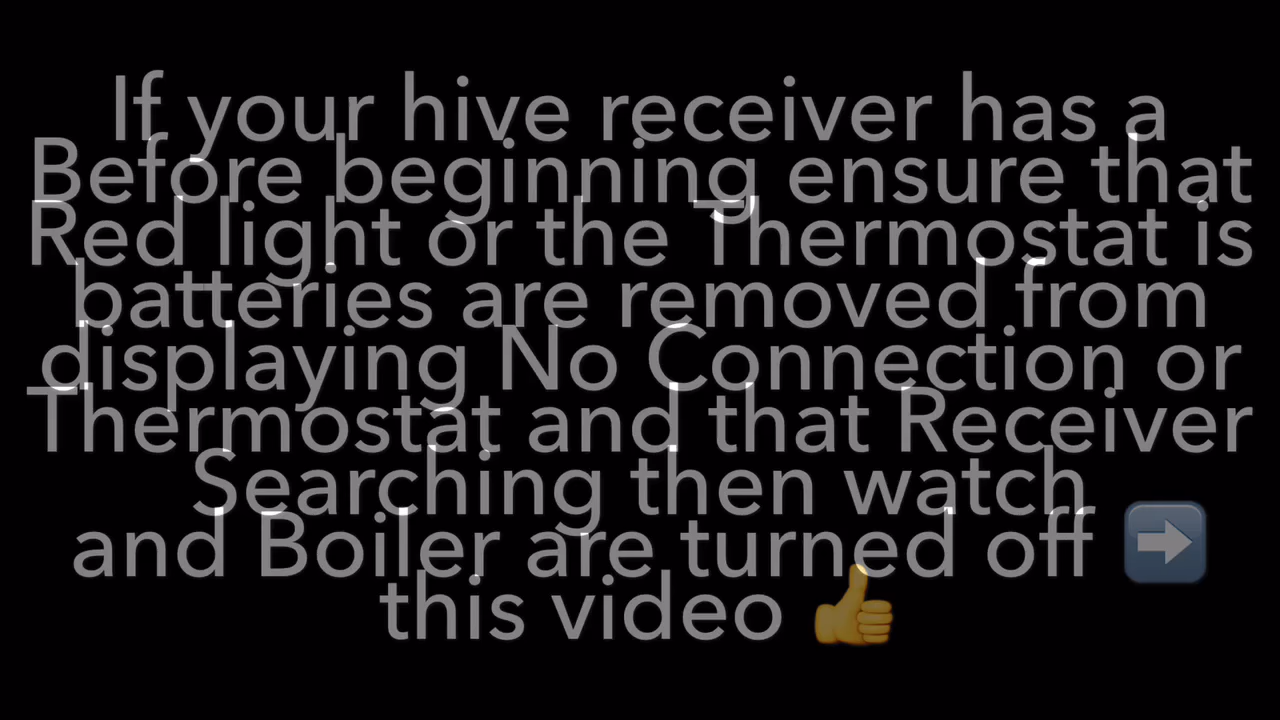 If your hive receiver has a
Before beginning ensure that
Red light or the Thermostat is
batteries are removed from
displaying No Connection or
Thermostat and that Receiver
Searching then watch
and Boiler are turned off ➡️
this video 👍